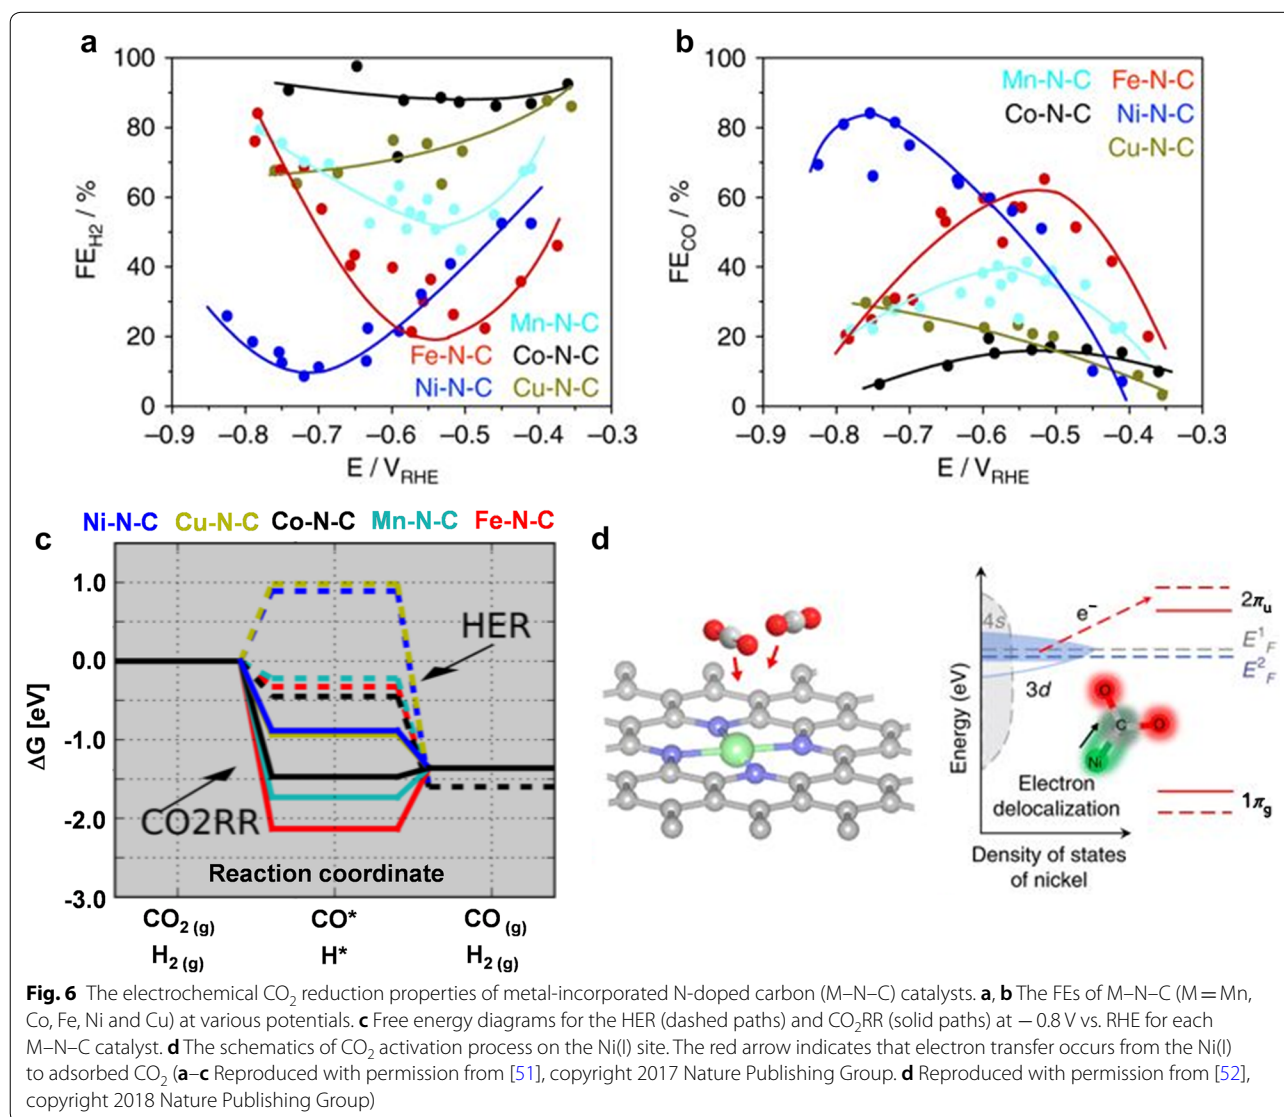 a
100
80
60
40
20
0
FE_H2 / %
Mn-N-C
Fe-N-C Co-N-C
Ni-N-C Cu-N-C
−0.9 −0.8 −0.7 −0.6 −0.5 −0.4 −0.3
E / V_RHE
b
100
80
60
40
20
0
FE_CO / %
Mn-N-C Fe-N-C
Co-N-C Ni-N-C
Cu-N-C
−0.9 −0.8 −0.7 −0.6 −0.5 −0.4 −0.3
E / V_RHE
Ni-N-C Cu-N-C Co-N-C Mn-N-C Fe-N-C
c
1.0
0.0
-1.0
-2.0
-3.0
ΔG [eV]
HER
CO2RR
Reaction coordinate
CO₂ (g) CO* CO (g)
H₂ (g) H* H₂ (g)
d
Energy (eV)
4s
e⁻
2πu
E¹_F
E²_F
3d
O
C O
Ni
Electron
delocalization
1πg
Density of states
of nickel
Fig. 6 The electrochemical CO₂ reduction properties of metal-incorporated N-doped carbon (M–N–C) catalysts. a, b The FEs of M–N–C (M = Mn,
Co, Fe, Ni and Cu) at various potentials. c Free energy diagrams for the HER (dashed paths) and CO₂RR (solid paths) at − 0.8 V vs. RHE for each
M–N–C catalyst. d The schematics of CO₂ activation process on the Ni(I) site. The red arrow indicates that electron transfer occurs from the Ni(I)
to adsorbed CO₂ (a–c Reproduced with permission from [51], copyright 2017 Nature Publishing Group. d Reproduced with permission from [52],
copyright 2018 Nature Publishing Group)